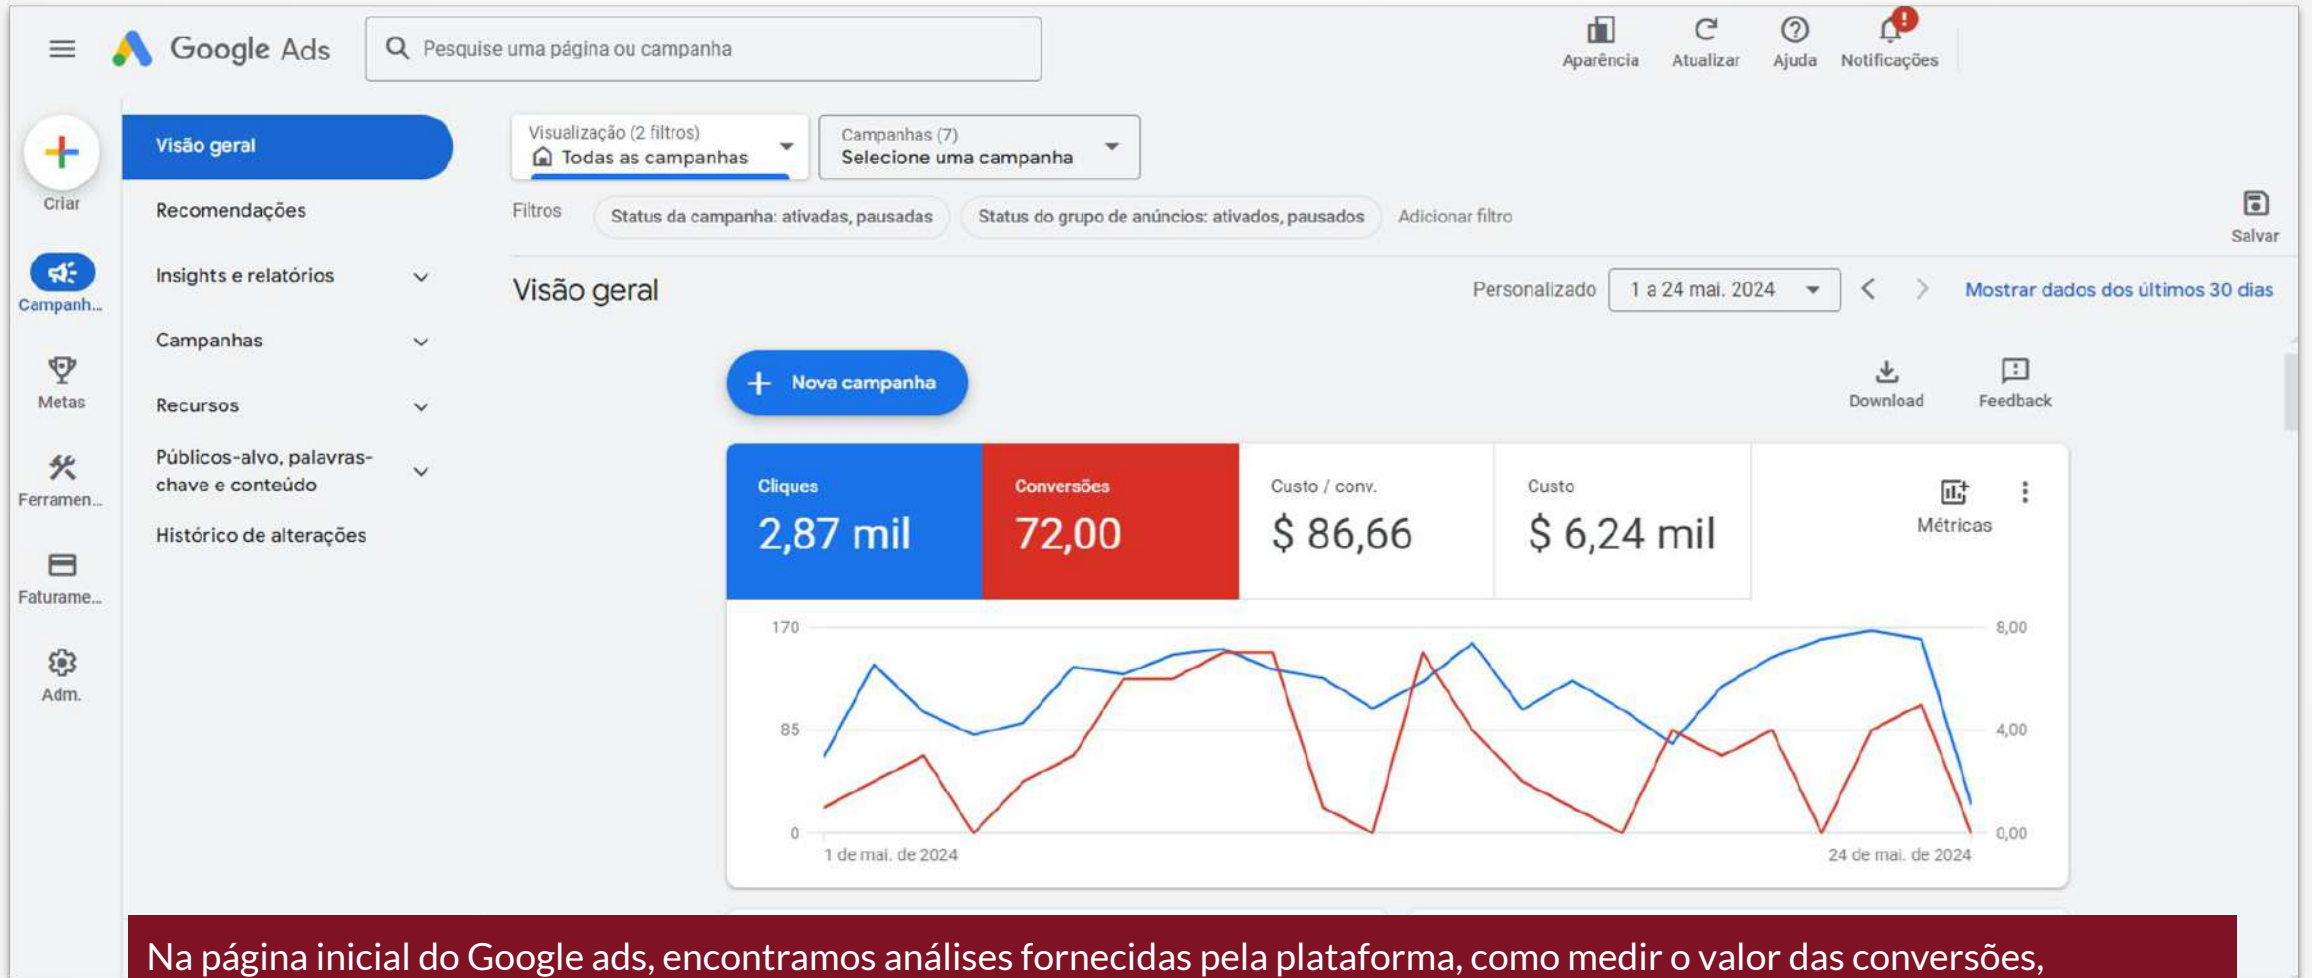 Google Ads
Pesquise uma página ou campanha
Aparência
Atualizar
Ajuda
Notificações
Criar
Campanh...
Metas
Ferramen...
Faturame...
Adm.
Visão geral
Recomendações
Insights e relatórios
Campanhas
Recursos
Públicos-alvo, palavras-
chave e conteúdo
Histórico de alterações
Visualização (2 filtros)
Todas as campanhas
Campanhas (7)
Selecione uma campanha
Filtros
Status da campanha: ativadas, pausadas
Status do grupo de anúncios: ativados, pausados
Adicionar filtro
Salvar
Visão geral
Personalizado
1 a 24 mai. 2024
Mostrar dados dos últimos 30 dias
Nova campanha
Download
Feedback
Cliques
2,87 mil
Conversões
72,00
Custo / conv.
$ 86,66
Custo
$ 6,24 mil
Métricas
170
85
0
8,00
4,00
0,00
1 de mai. de 2024
24 de mai. de 2024
Na página inicial do Google ads, encontramos análises fornecidas pela plataforma, como medir o valor das conversões,